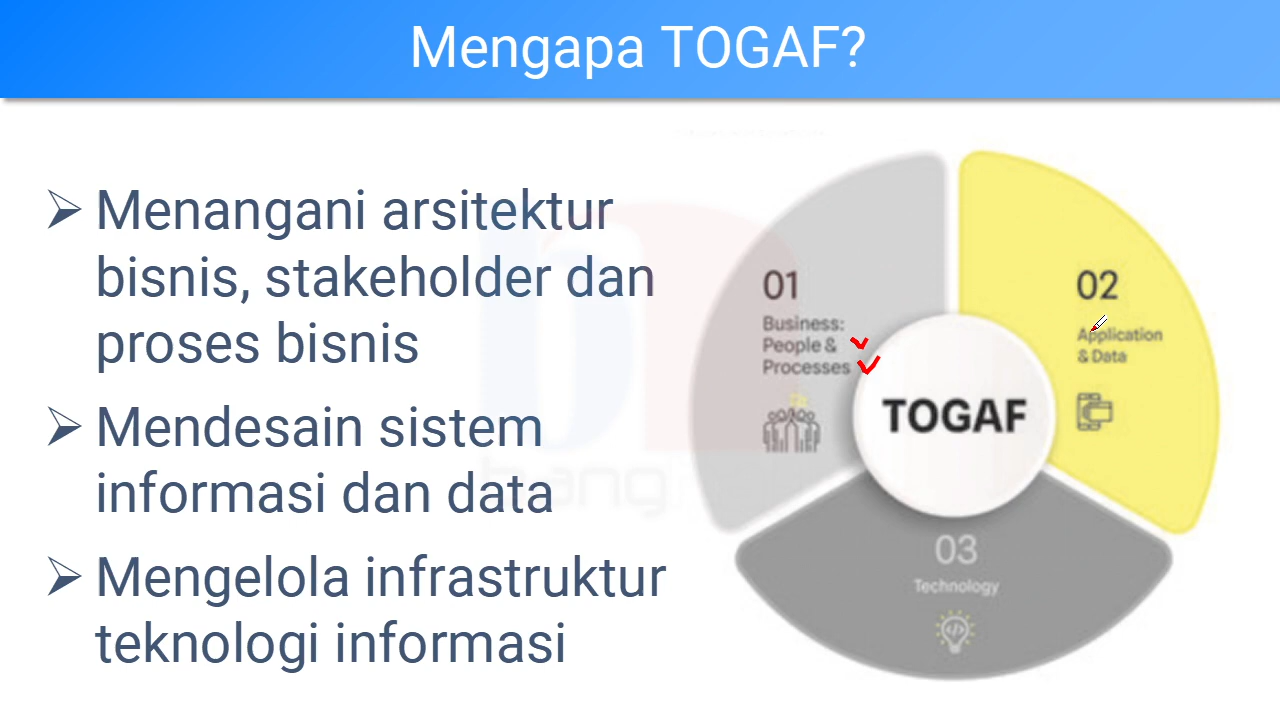 Mengapa TOGAF?
Menangani arsitektur
bisnis, stakeholder dan
proses bisnis
Mendesain sistem
informasi dan data
Mengelola infrastruktur
teknologi informasi
01
Business:
People &
Processes
02
Application
& Data
TOGAF
03
Technology